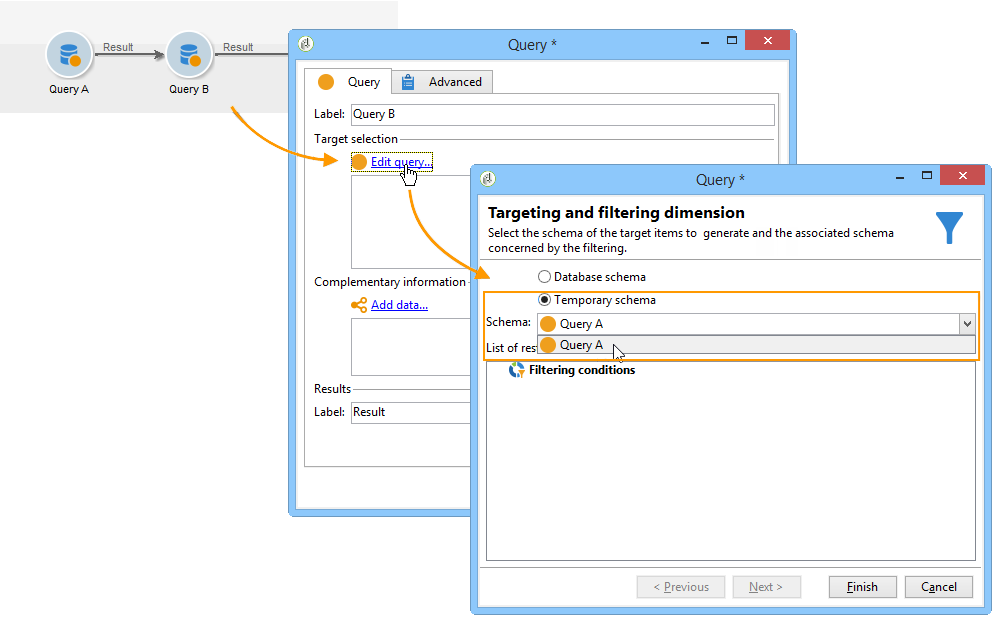 Result
Result
Query A
Query B
Query *
Query
Advanced
Label:
Query B
Target selection
Edit query...
Complementary information
Add data...
Results
Label:
Result
Query *
Targeting and filtering dimension
Select the schema of the target items to  generate and the associated schema
concerned by the filtering.
Database schema
Temporary schema
Schema:
Query A
List of res
Query A
Filtering conditions
< Previous
Next >
Finish
Cancel